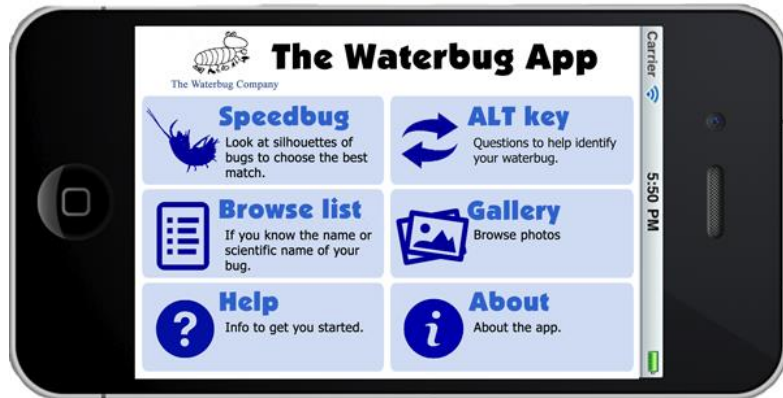 The Waterbug App
The Waterbug Company
Speedbug
Look at silhouettes of
bugs to choose the best
match.
ALT key
Questions to help identify
your waterbug.
Browse list
If you know the name or
scientific name of your
bug.
Gallery
Browse photos
Help
Info to get you started.
About
About the app.
Carrier
5:50 PM